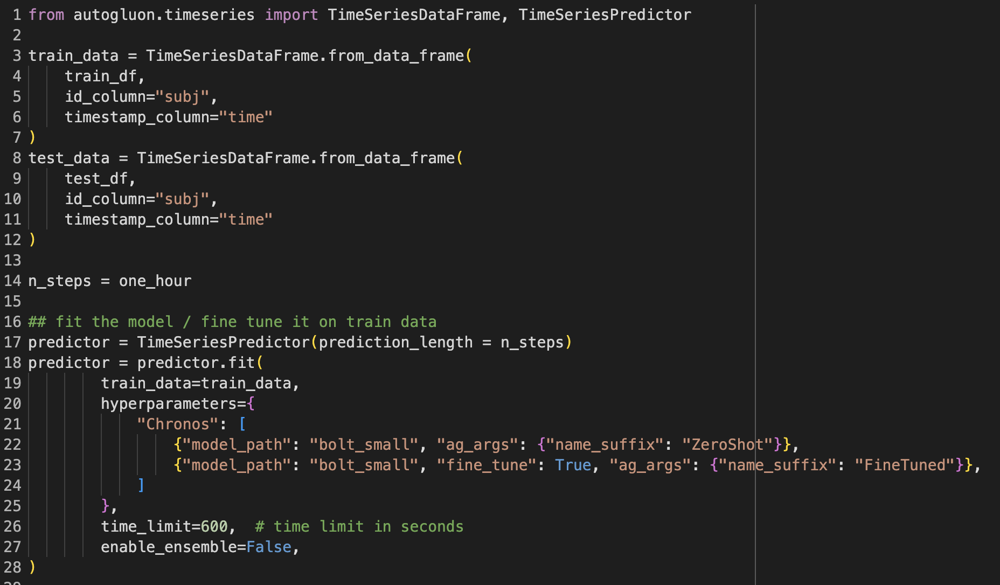 1 from autogluon.timeseries import TimeSeriesDataFrame, TimeSeriesPredictor
2
3 train_data = TimeSeriesDataFrame.from_data_frame(
4     train_df,
5     id_column="subj",
6     timestamp_column="time"
7 )
8 test_data = TimeSeriesDataFrame.from_data_frame(
9     test_df,
10     id_column="subj",
11     timestamp_column="time"
12 )
13
14 n_steps = one_hour
15
16 ## fit the model / fine tune it on train data
17 predictor = TimeSeriesPredictor(prediction_length = n_steps)
18 predictor = predictor.fit(
19         train_data=train_data,
20         hyperparameters={
21             "Chronos": [
22                 {"model_path": "bolt_small", "ag_args": {"name_suffix": "ZeroShot"}},
23                 {"model_path": "bolt_small", "fine_tune": True, "ag_args": {"name_suffix": "FineTuned"}},
24             ]
25         },
26         time_limit=600,  # time limit in seconds
27         enable_ensemble=False,
28 )